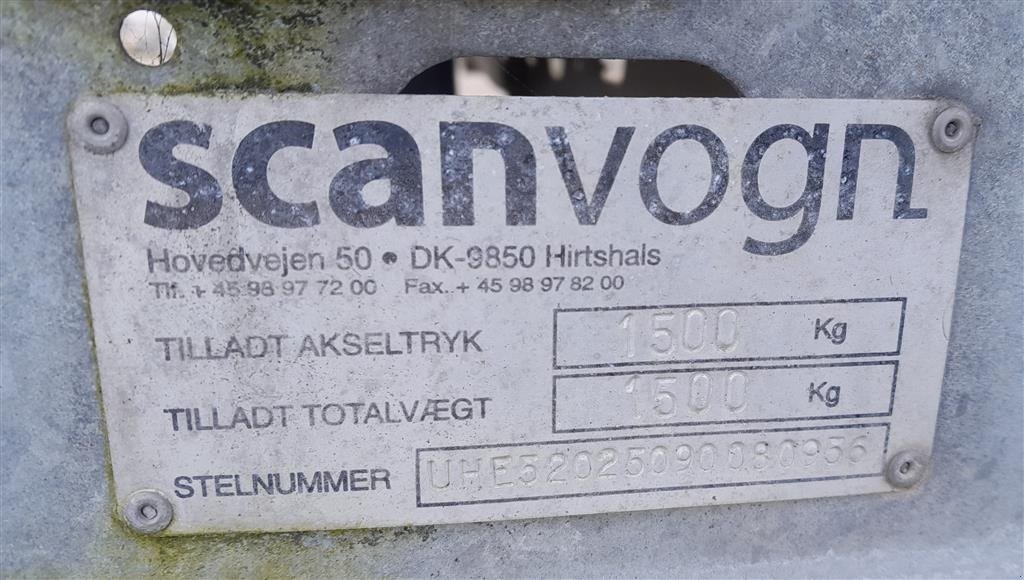 scanvogn
Hovedvejen 50 • DK-9850 Hirtshals
Tlf. + 45 98 97 72 00 Fax. + 45 98 97 82 00
TILLADT AKSELTRYK 1500 Kg
TILLADT TOTALVÆGT 1500 Kg
STELNUMMER UHE52025090080956